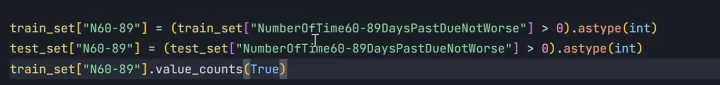 train_set["N60-89"] = (train_set["NumberOfTime60-89DaysPastDueNotWorse"] > 0).astype(int)
test_set["N60-89"] = (test_set["NumberOfTime60-89DaysPastDueNotWorse"] > 0).astype(int)
train_set["N60-89"].value_counts(True)